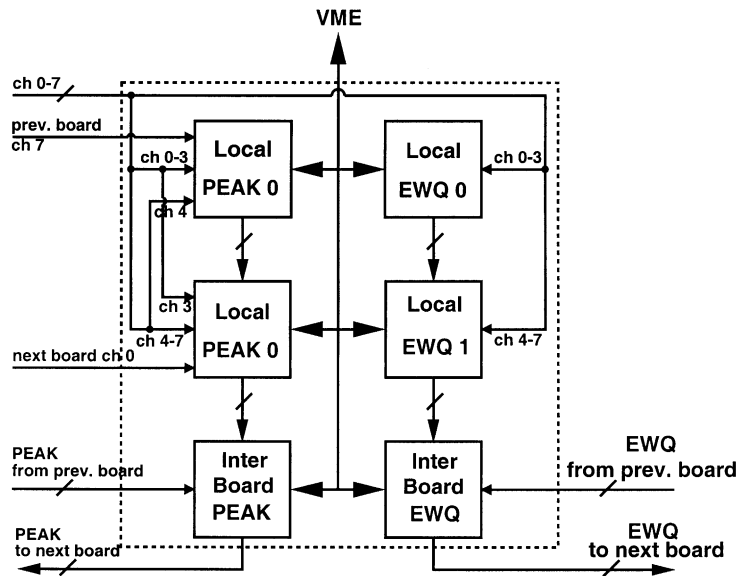 VME
ch 0-7
prev. board
ch 7
ch 0-3
ch 4
Local
PEAK 0
Local
EWQ 0
ch 0-3
ch 3
ch 4-7
next board ch 0
Local
PEAK 0
Local
EWQ 1
ch 4-7
PEAK
from prev. board
Inter
Board
PEAK
Inter
Board
EWQ
EWQ
from prev. board
PEAK
to next board
EWQ
to next board